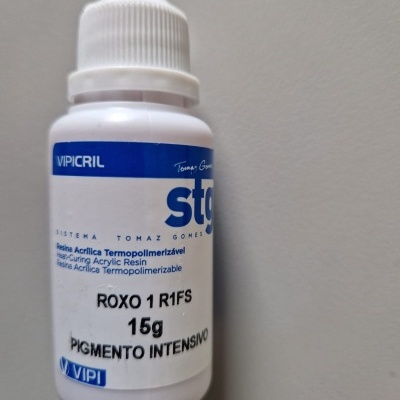 VIPICRIL
Tomaz Gomes
stg
SISTEMA TOMAZ GOMES
Resina Acrílica Termopolimerizável
Heat-Curing Acrylic Resin
Resina Acrílica Termopolimerizable
ROXO 1 R1FS
15g
PIGMENTO INTENSIVO
VIPI